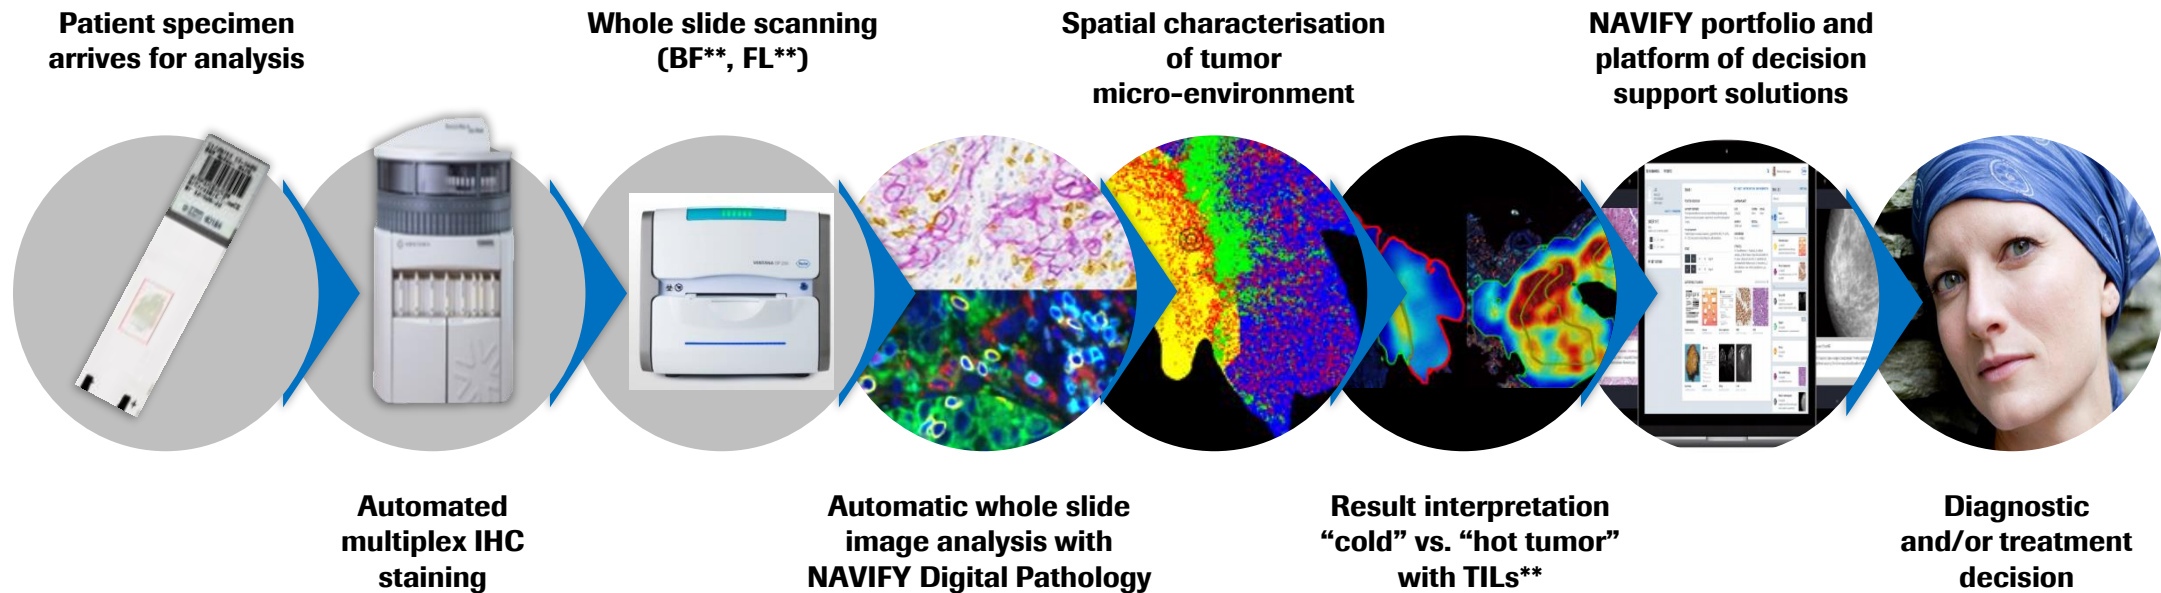 Patient specimen
arrives for analysis
Automated
multiplex IHC
staining
Whole slide scanning
(BF**, FL**)
Automatic whole slide
image analysis with
NAVIFY Digital Pathology
Spatial characterisation
of tumor
micro-environment
Result interpretation
“cold” vs. “hot tumor”
with TILs**
NAVIFY portfolio and
platform of decision
support solutions
Diagnostic
and/or treatment
decision